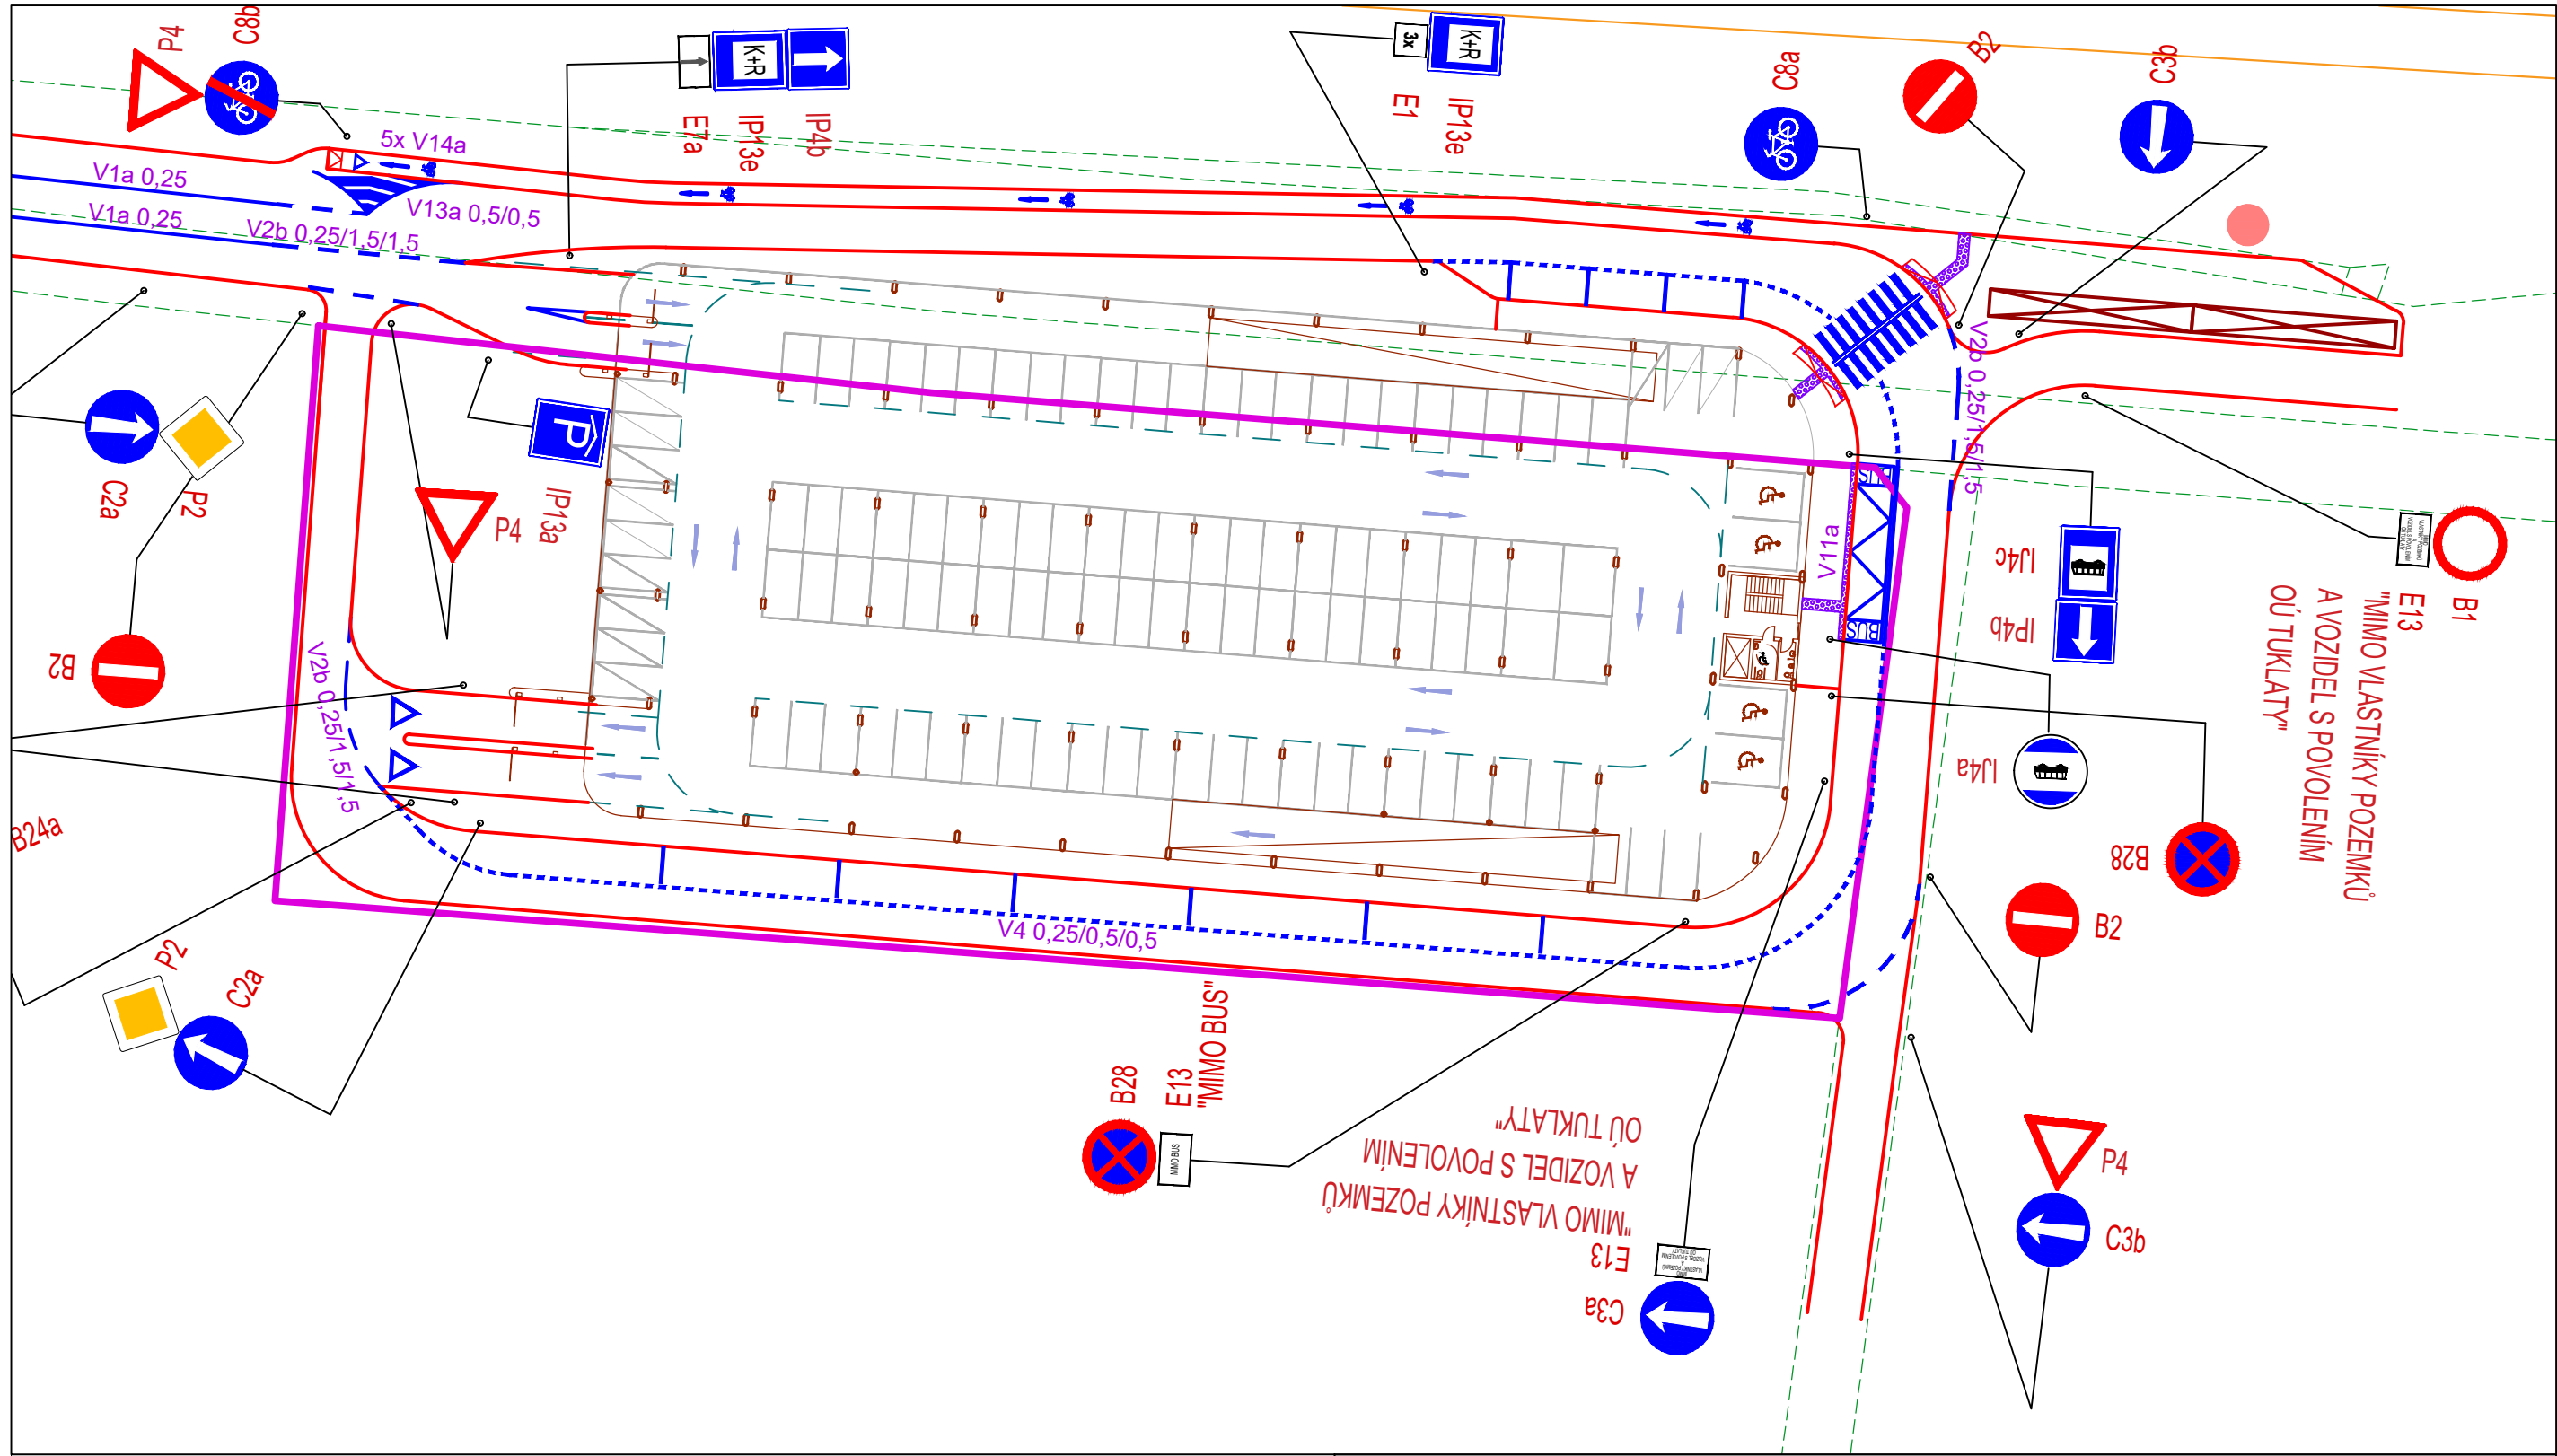 P4
C8b
5x V14a
V1a 0,25
V1a 0,25
V2b 0,25/1,5/1,5
V13a 0,5/0,5
K+R
E7a
IP13e
IP4b
3x
K+R
E1
IP13e
C8a
B2
C3b
V2b 0,25/1,5/1,5
C2a
P2
P4
P
IP13a
B2
V2b 0,25/1,5/1,5
B24a
P2
C2a
V11a
BUS
BUS
IJ4c
IP4b
IJ4a
B28
B2
B1
E13
"MIMO VLASTNÍKY POZEMKŮ
A VOZIDEL S POVOLENÍM
OÚ TUKLATY"
V4 0,25/0,5/0,5
B28
E13
"MIMO BUS"
MIMO BUS
"MIMO VLASTNÍKY POZEMKŮ
A VOZIDEL S POVOLENÍM
OÚ TUKLATY"
E13
C3a
P4
C3b